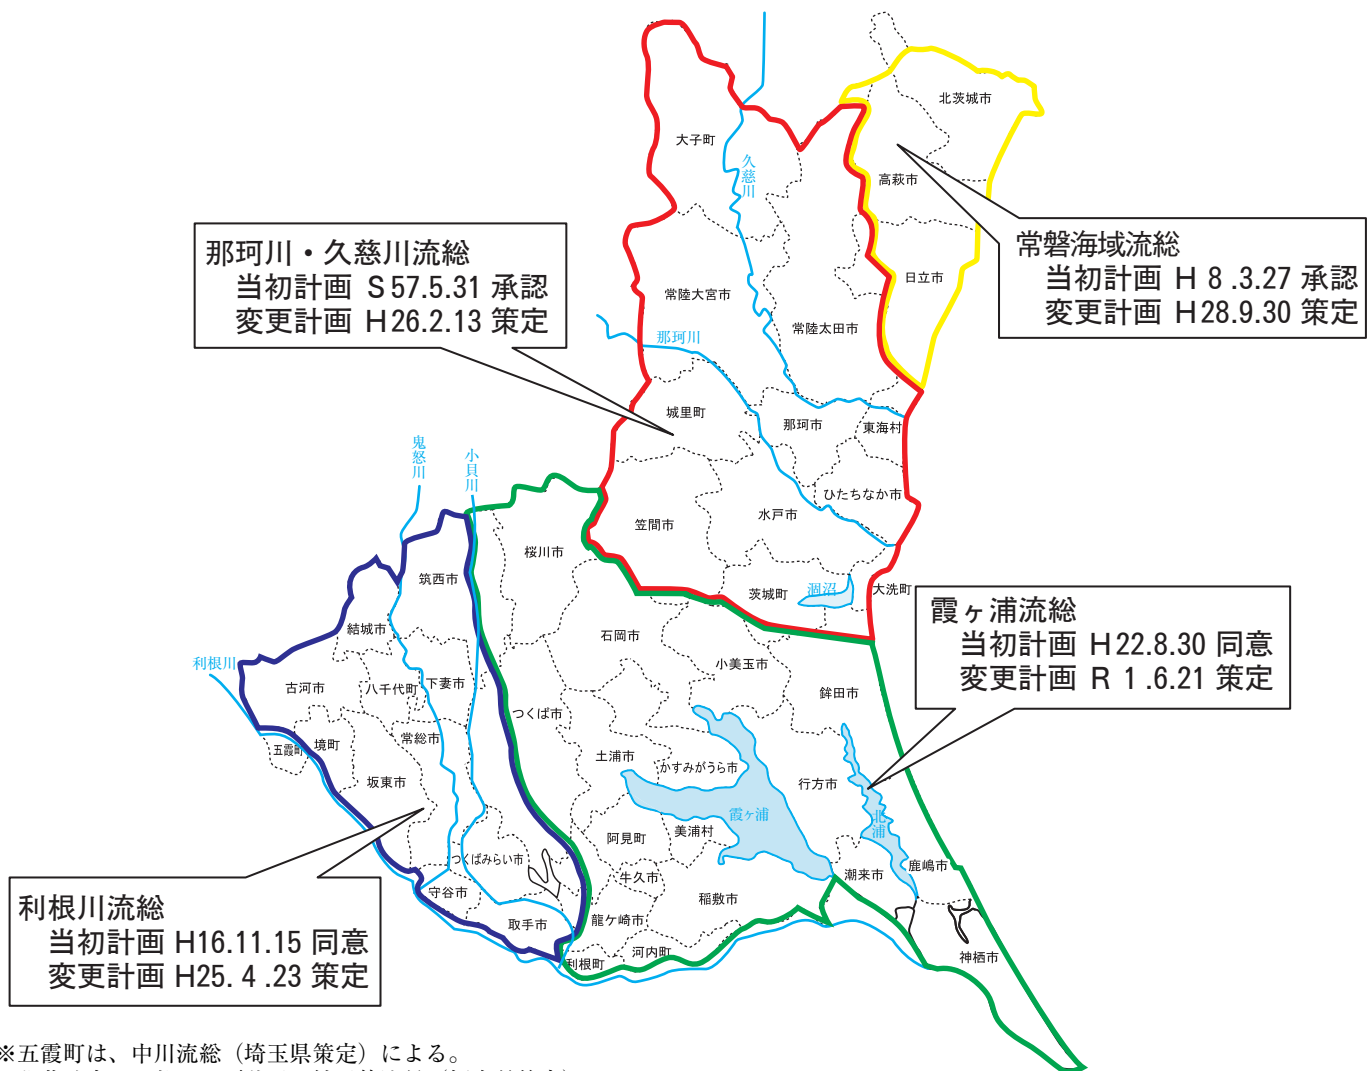 北茨城市
大子町
久慈川
高萩市
那珂川・久慈川流総
当初計画 S57.5.31 承認
変更計画 H26.2.13 策定
常磐海域流総
当初計画 H 8 .3.27 承認
変更計画 H28.9.30 策定
日立市
常陸大宮市
常陸太田市
那珂川
城里町
那珂市
東海村
鬼怒川
小貝川
ひたちなか市
水戸市
笠間市
桜川市
筑西市
茨城町
涸沼
大洗町
霞ヶ浦流総
当初計画 H22.8.30 同意
変更計画 R 1 .6.21 策定
結城市
石岡市
小美玉市
利根川
古河市
八千代町
下妻市
鉾田市
つくば市
五霞町
境町
常総市
土浦市
かすみがうら市
坂東市
行方市
霞ヶ浦
北浦
阿見町
美浦村
つくばみらい市
牛久市
潮来市
鹿嶋市
守谷市
稲敷市
利根川流総
当初計画 H16.11.15 同意
変更計画 H25. 4 .23 策定
取手市
龍ケ崎市
河内町
利根町
神栖市
※五霞町は、中川流総（埼玉県策定）による。